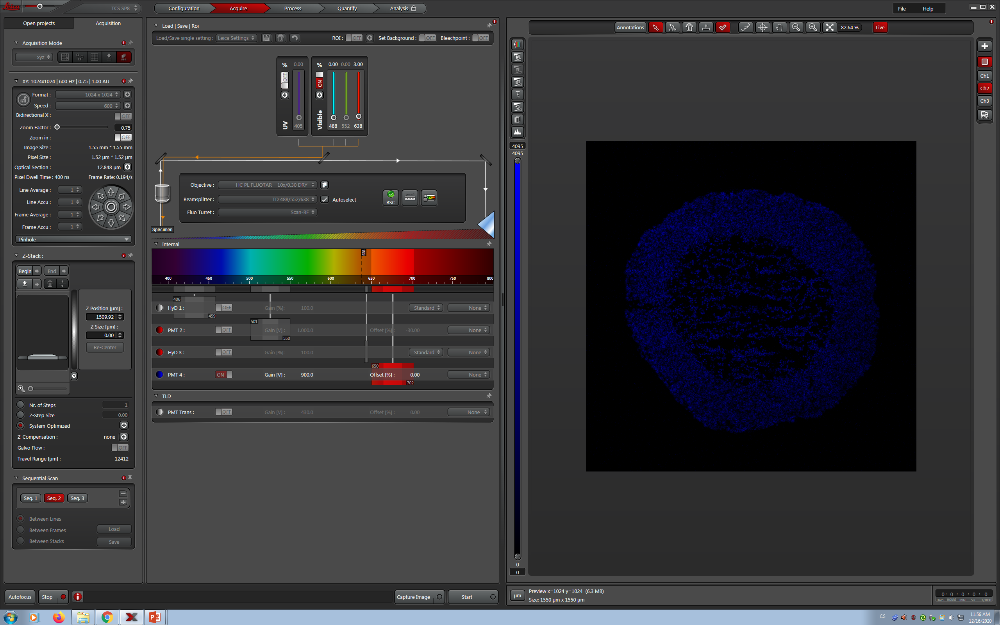 Leica
TCS SP8
Configuration
Acquire
Process
Quantify
Analysis
File
Help
Open projects
Acquisition
Acquisition Mode
xyz
SEQ.
XY: 1024x1024 | 600 Hz | 0.75 | 1.00 AU
Format : 1024 x 1024
Speed : 600
Bidirectional X : OFF
Zoom Factor : 0.75
Zoom in : OFF
Image Size : 1.55 mm * 1.55 mm
Pixel Size : 1.52 µm * 1.52 µm
Optical Section : 12.848 µm
Pixel Dwell Time : 400 ns Frame Rate: 0.194/s
Line Average : 1
Line Accu : 1
Frame Average : 1
Frame Accu : 1
Pinhole
Z-Stack :
Begin
End
Z Position [µm] :
1509.92
Z Size [µm] :
0.00
Re-Center
Nr. of Steps 1
Z-Step Size 0.00
System Optimized
Z-Compensation : none
Galvo Flow : OFF
Travel Range [µm] : 12412
Sequential Scan
Seq. 1 Seq. 2 Seq. 3
Between Lines
Between Frames Load
Between Stacks Save
Autofocus
Stop
Load | Save | Roi
Load/Save single setting : Leica Settings
ROI : OFF
Set Background : OFF
Bleachpoint : OFF
% 0.00
OFF
UV
405
% 0.00 0.00 3.00
ON
Visible
488 552 638
Objective : HC PL FLUOTAR 10x/0.30 DRY
Beamsplitter : TD 488/552/638 Autoselect
Fluo Turret : Scan-BF
BSC
Specimen
Internal
638
400 450 500 550 600 650 700 750 800
406
HyD 1 : OFF Gain [%]: 100.0 Standard None
459
501
PMT 2 : OFF Gain [V] : 1.000.0 Offset [%] : -30.00 None
550
HyD 3 : OFF Gain [%]: 100.0 Standard None
650
PMT 4 : ON Gain [V] : 900.0 Offset [%] : 0.00 None
702
TLD
PMT Trans : OFF Gain [V] : 430.0 Offset [%] : 0.00 None
Capture Image
Start
Annotations
ALL
82.64 %
Live
M
4095
4095
0
0
Ch1
Ch2
Ch3
µm
Preview x=1024 y=1024 (6.3 MB)
Size: 1550 µm x 1550 µm
0: 0 : 0 : 0 : 0
DAYS HOURS MIN. SEC. 1/1000
CS
11:56 AM
12/16/2020